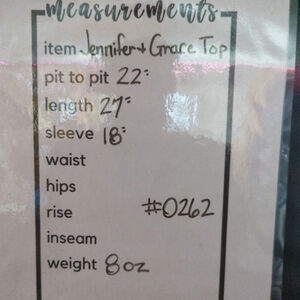 measurements
item Jennifer + Grace Top
pit to pit 22"
length 27"
sleeve 18"
waist
hips
rise #0262
inseam
weight 8oz